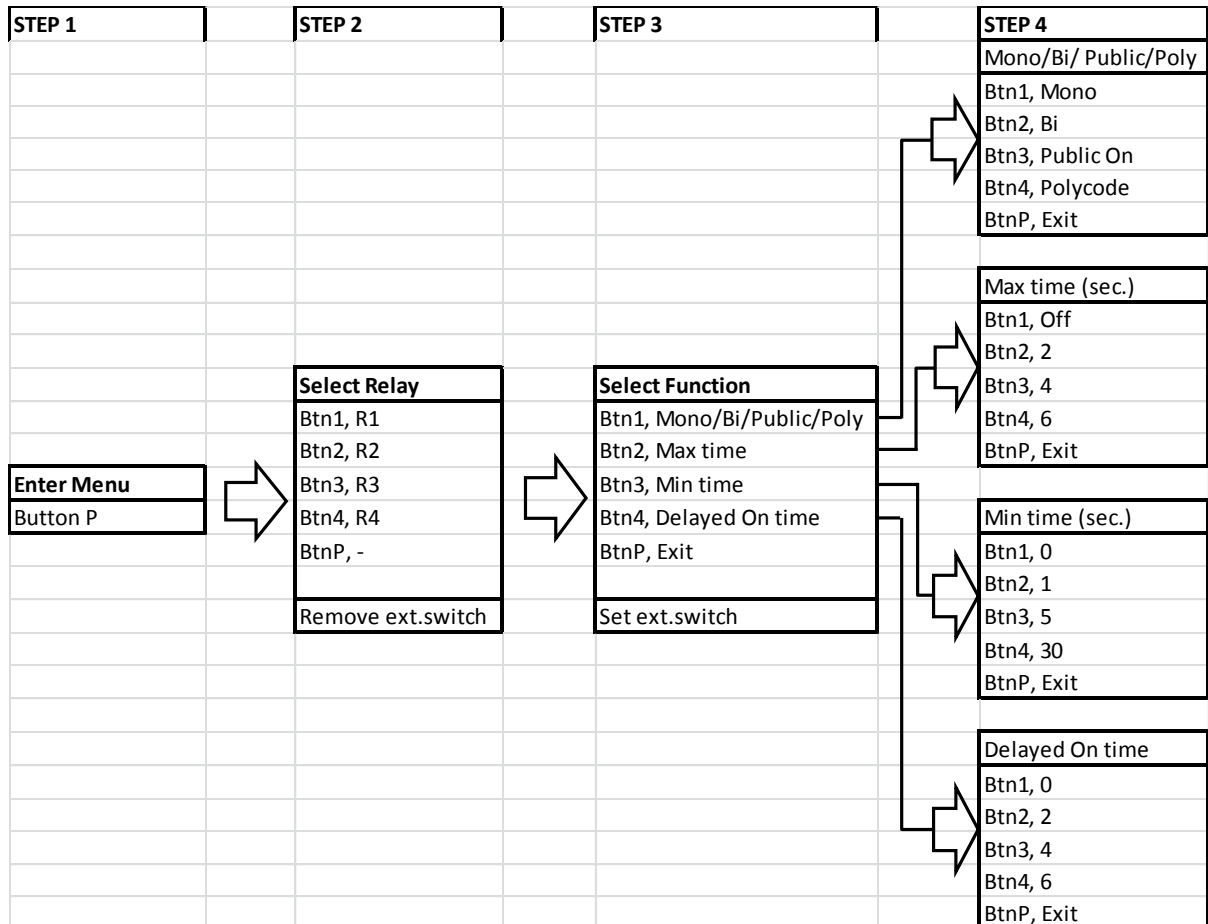 STEP 1
STEP 2
STEP 3
STEP 4
Enter Menu
Button P
Select Relay
Btn1, R1
Btn2, R2
Btn3, R3
Btn4, R4
BtnP, -
Remove ext.switch
Select Function
Btn1, Mono/Bi/Public/Poly
Btn2, Max time
Btn3, Min time
Btn4, Delayed On time
BtnP, Exit
Set ext.switch
Mono/Bi/ Public/Poly
Btn1, Mono
Btn2, Bi
Btn3, Public On
Btn4, Polycode
BtnP, Exit
Max time (sec.)
Btn1, Off
Btn2, 2
Btn3, 4
Btn4, 6
BtnP, Exit
Min time (sec.)
Btn1, 0
Btn2, 1
Btn3, 5
Btn4, 30
BtnP, Exit
Delayed On time
Btn1, 0
Btn2, 2
Btn3, 4
Btn4, 6
BtnP, Exit